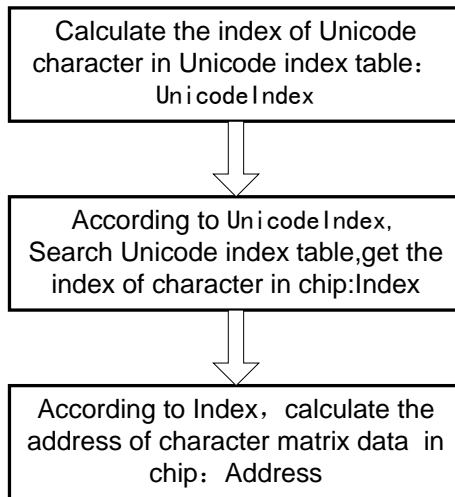 Calculate the index of Unicode
character in Unicode index table：
UnicodeIndex
According to UnicodeIndex,
Search Unicode index table,get the
index of character in chip:Index
According to Index，calculate the
address of character matrix data in
chip：Address